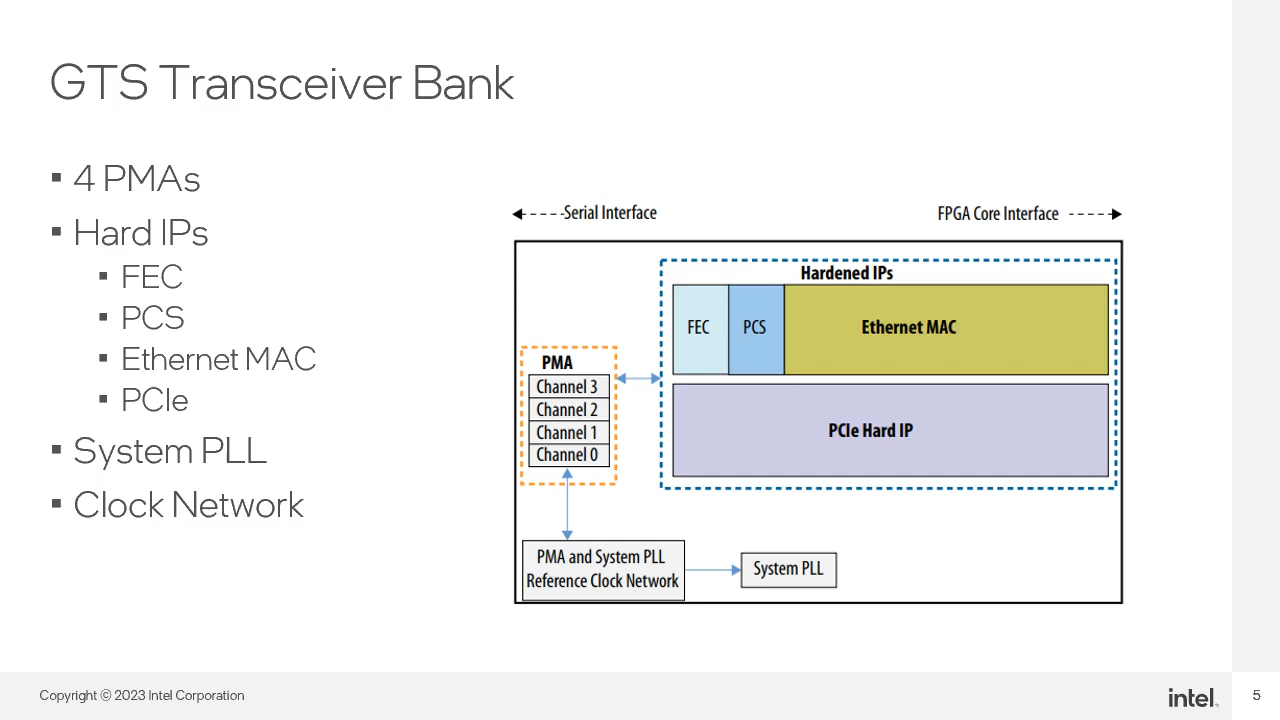 GTS Transceiver Bank
▪ 4 PMAs
▪ Hard IPs
▪ FEC
▪ PCS
▪ Ethernet MAC
▪ PCIe
▪ System PLL
▪ Clock Network
Serial Interface
FPGA Core Interface
Hardened IPs
FEC
PCS
Ethernet MAC
PCIe Hard IP
PMA
Channel 3
Channel 2
Channel 1
Channel 0
PMA and System PLL
Reference Clock Network
System PLL
Copyright © 2023 Intel Corporation
intel.
5